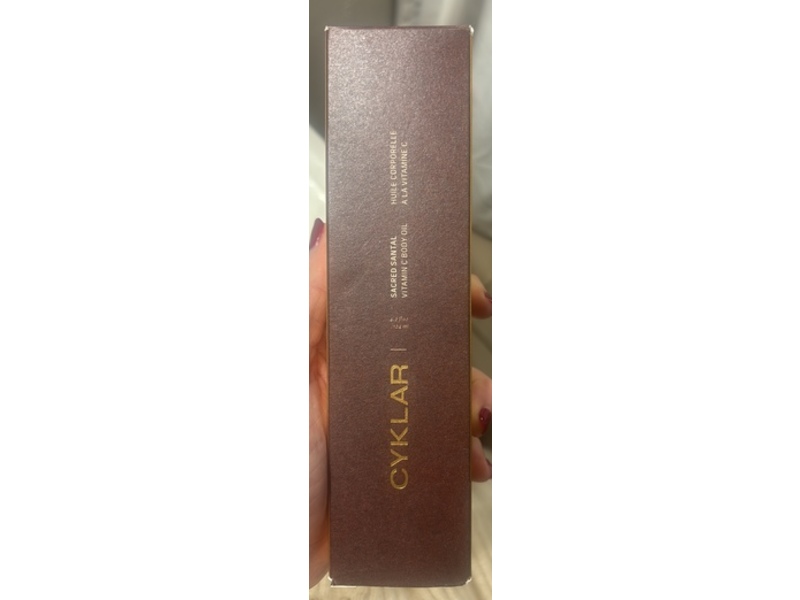 CYKLAR
SACRED SANTAL
VITAMIN C BODY OIL
HUILE CORPORELLE
À LA VITAMINE C